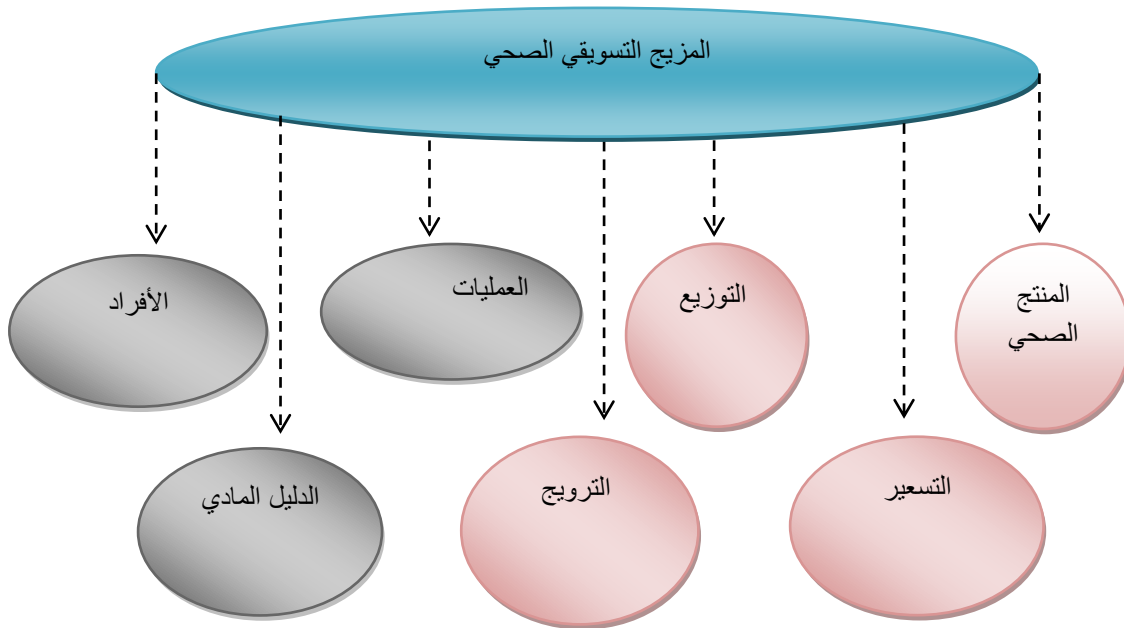 المزيج التسويقي الصحي
المنتج
الصحي
التوزيع
العمليات
الأفراد
التسعير
الترويج
الدليل المادي